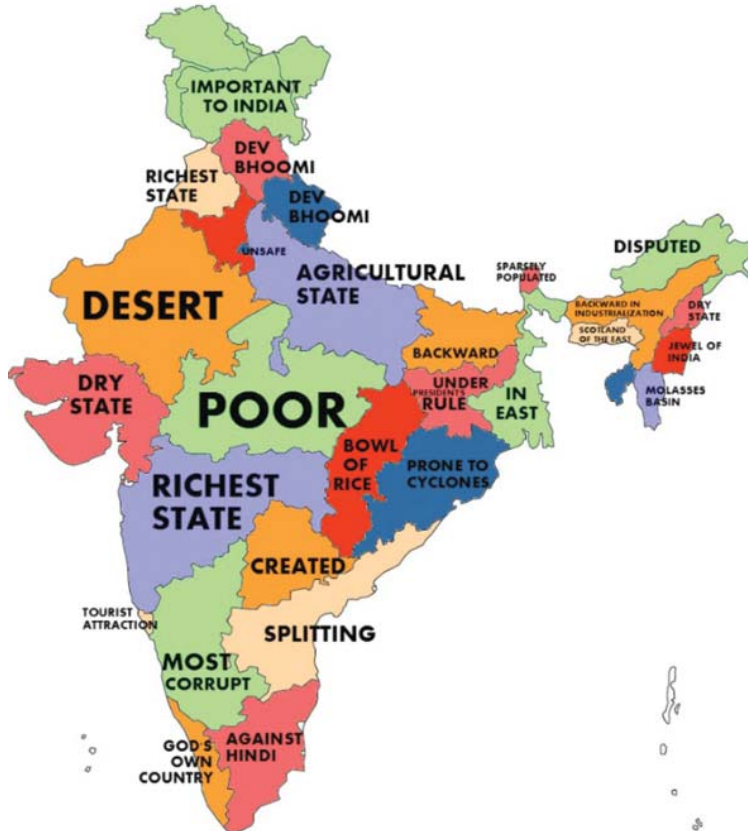 IMPORTANT
TO INDIA
DEV
BHOOMI
RICHEST
STATE
DEV
BHOOMI
UNSAFE
AGRICULTURAL
STATE
SPARSELY
POPULATED
DISPUTED
DESERT
BACKWARD IN
INDUSTRIALIZATION
DRY
STATE
SCOTLAND
OF THE EAST
JEWEL OF
INDIA
BACKWARD
DRY
STATE
POOR
UNDER
PRESIDENT'S
RULE
IN
EAST
MOLASSES
BASIN
BOWL
OF
RICE
PRONE TO
CYCLONES
RICHEST
STATE
CREATED
TOURIST
ATTRACTION
SPLITTING
MOST
CORRUPT
GOD'S
OWN
COUNTRY
AGAINST
HINDI